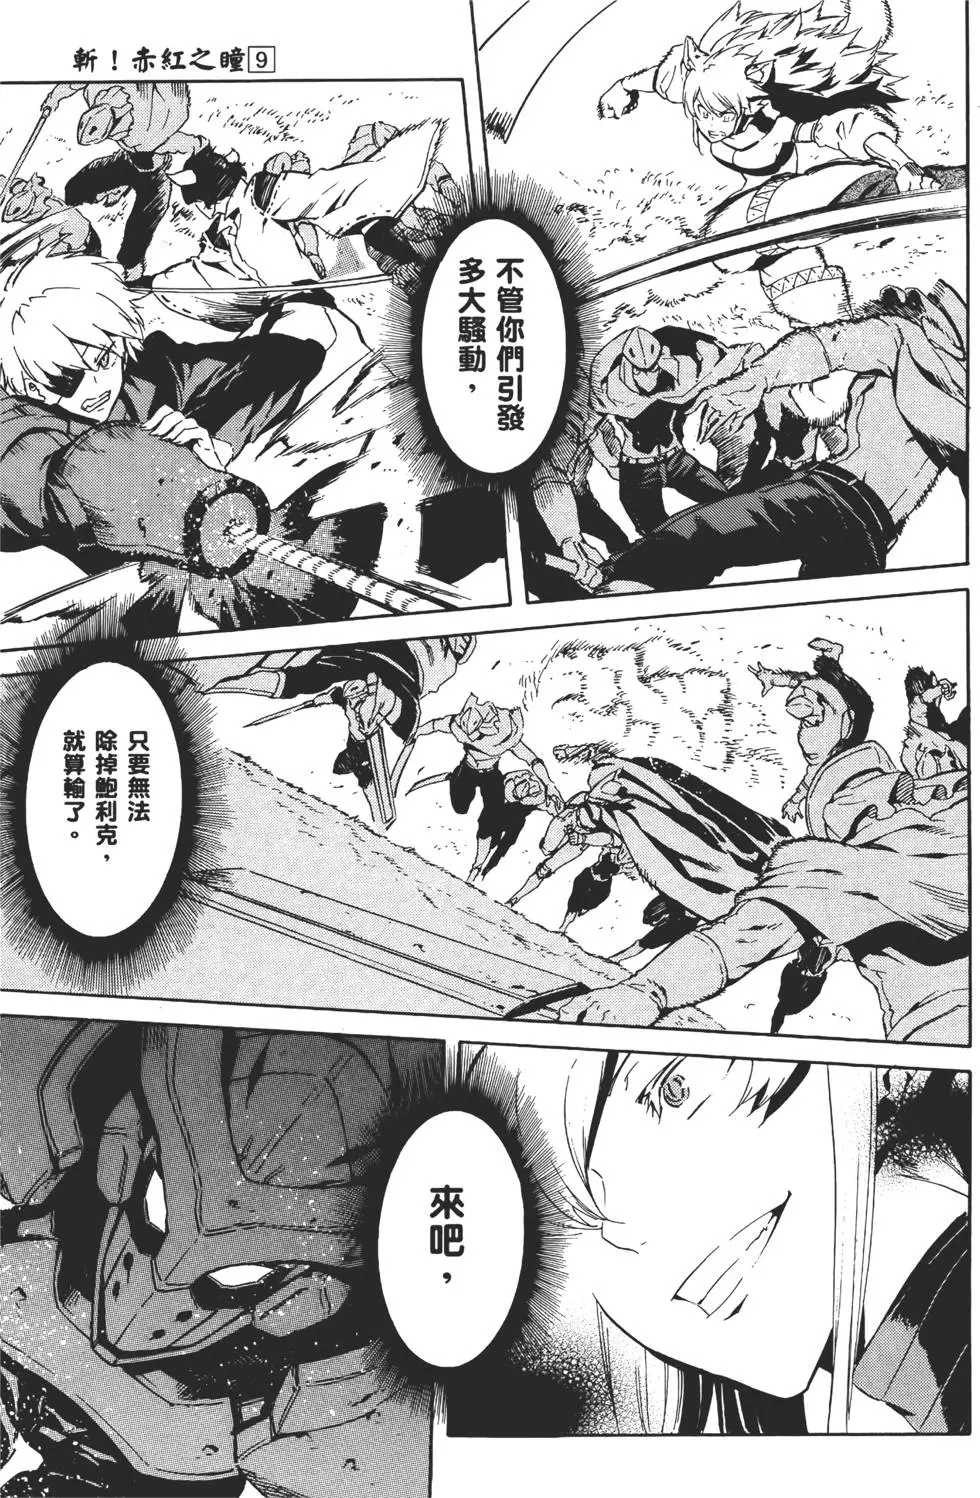 斬！赤紅之瞳9
不管你們引發
多大騷動，
只要無法
除掉鮑利克，
就算輸了。
來吧，